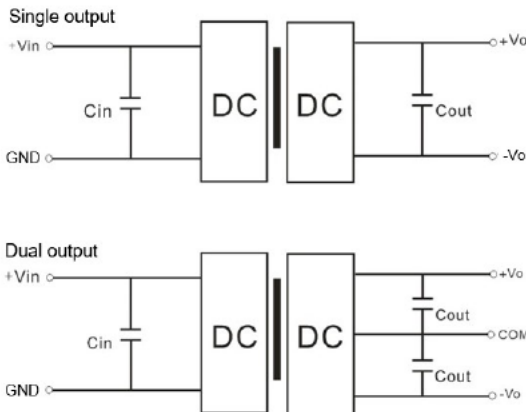 Single output
+Vin
+Vo
Cin
DC
DC
Cout
GND
-Vo
Dual output
+Vin
+Vo
Cout
Cin
DC
DC
COM
Cout
GND
-Vo